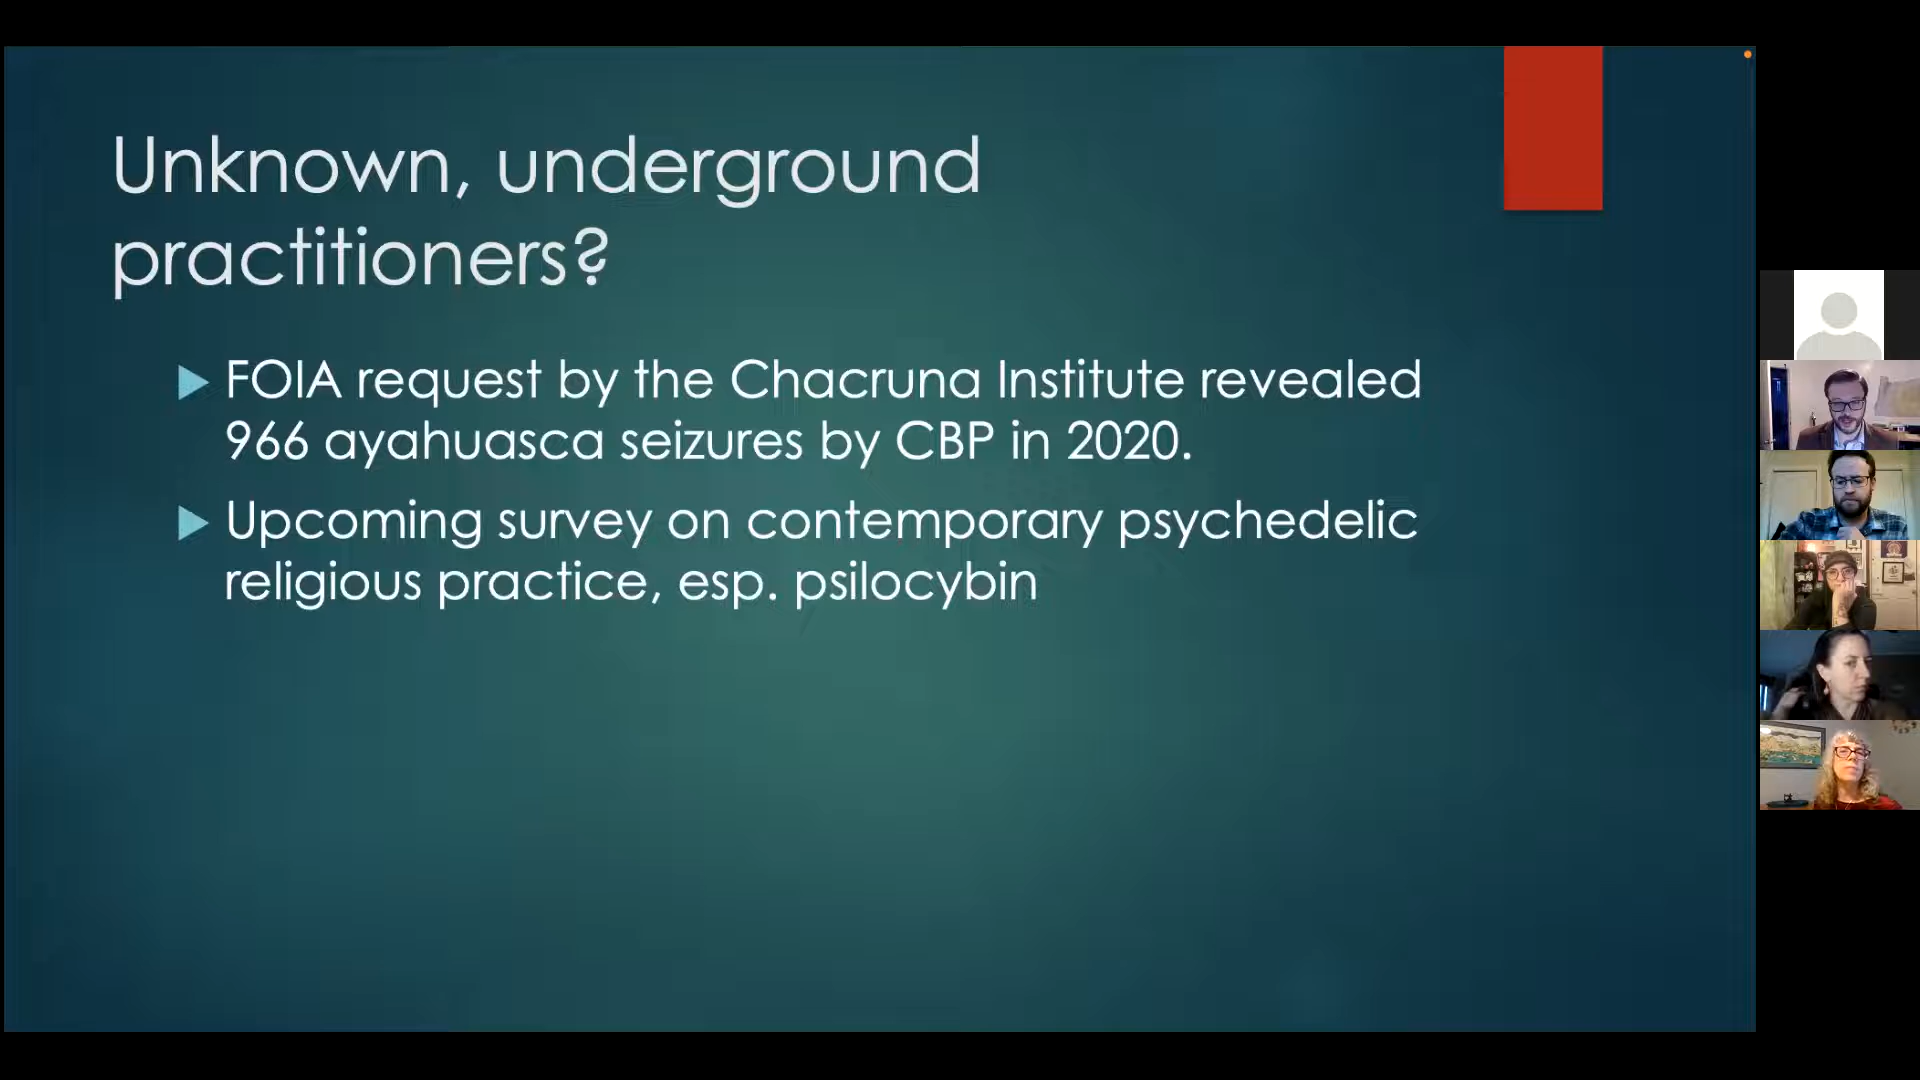 Unknown, underground
practitioners?
FOIA request by the Chacruna Institute revealed
966 ayahuasca seizures by CBP in 2020.
Upcoming survey on contemporary psychedelic
religious practice, esp. psilocybin